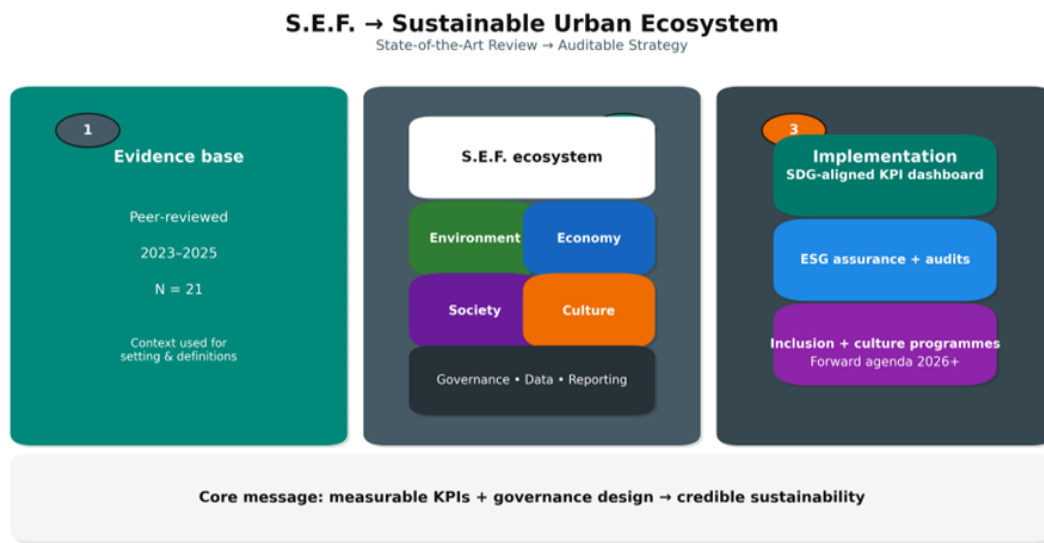 S.E.F. → Sustainable Urban Ecosystem
State-of-the-Art Review → Auditable Strategy
1
Evidence base
Peer-reviewed
2023–2025
N = 21
Context used for
setting & definitions
S.E.F. ecosystem
Environment
Economy
Society
Culture
Governance • Data • Reporting
3
Implementation
SDG-aligned KPI dashboard
ESG assurance + audits
Inclusion + culture programmes
Forward agenda 2026+
Core message: measurable KPIs + governance design → credible sustainability